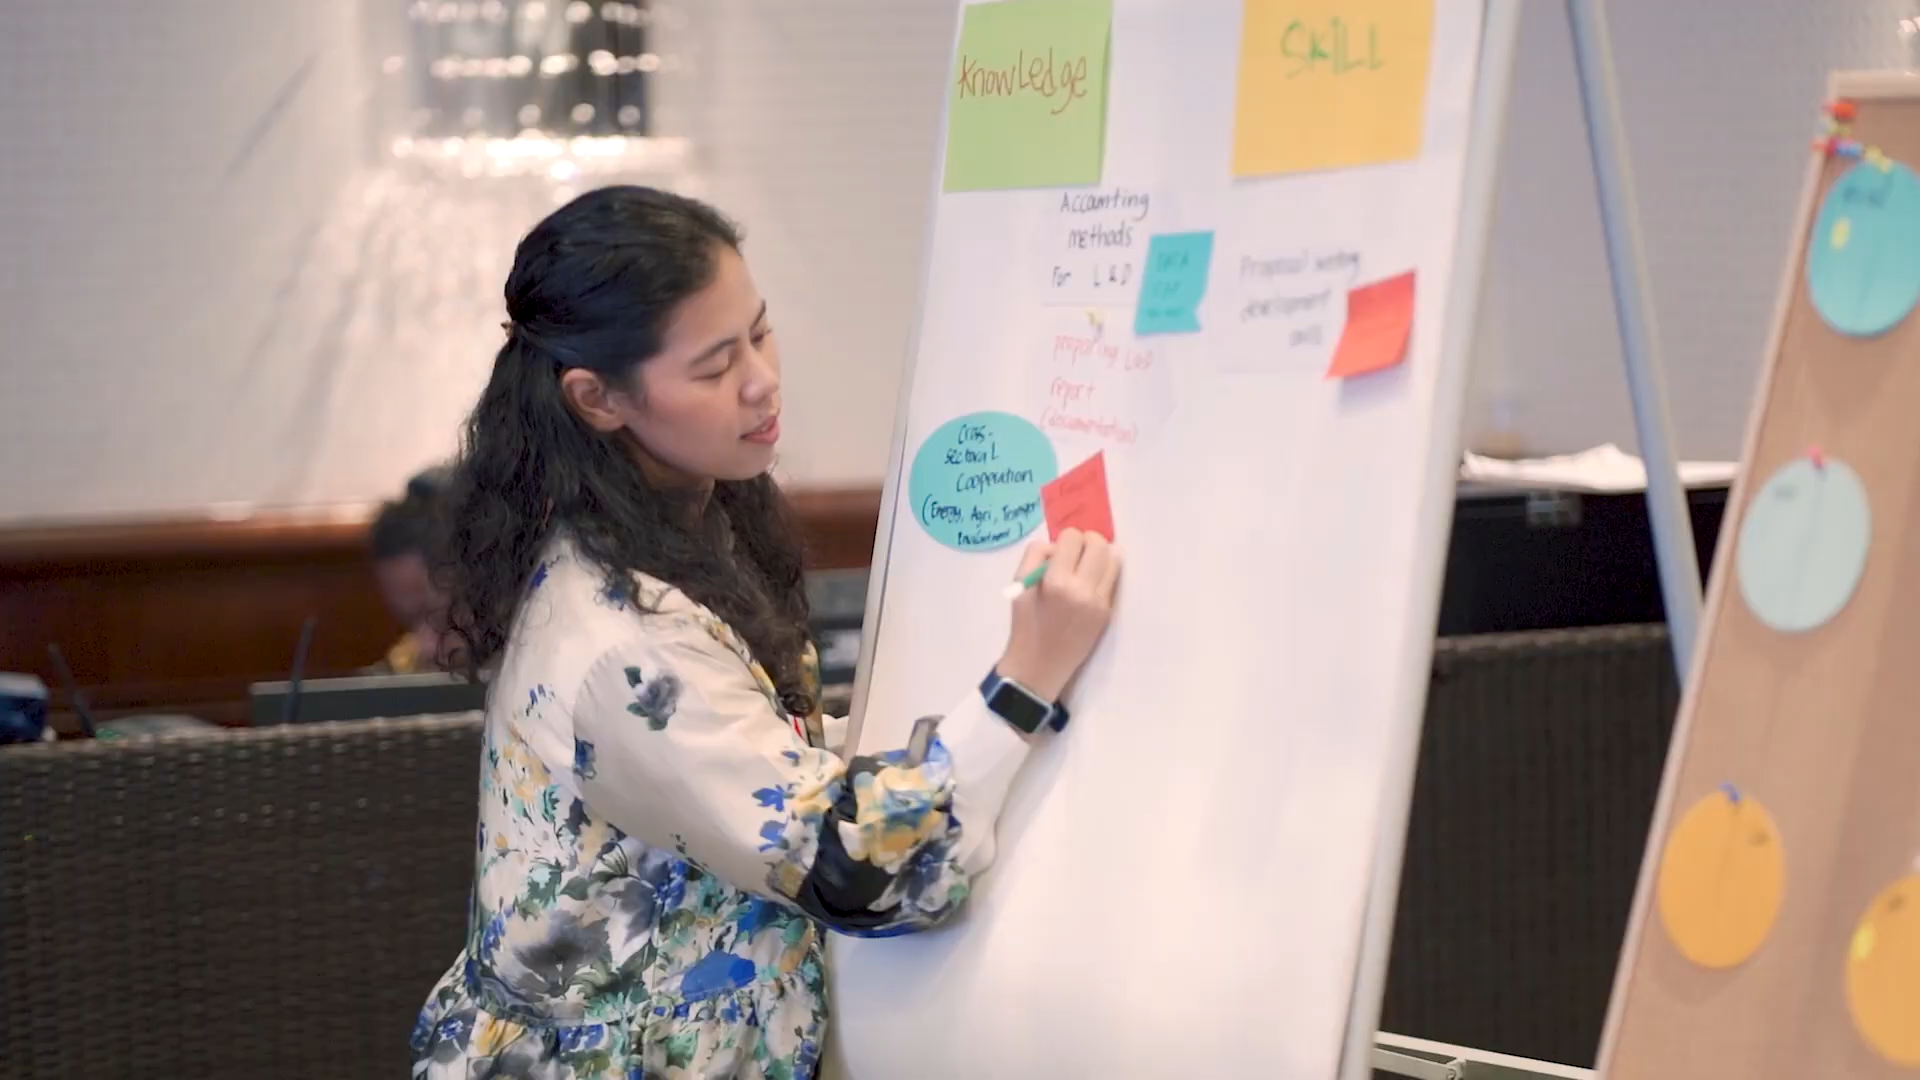 Knowledge
SKILL
Accounting
methods
For L & D
DATA
Proposal writing
development
skill
preparing L&D
report
(documentation)
Cross-
sectoral
Cooperation
(Energy, Agri, Transport
Environment)